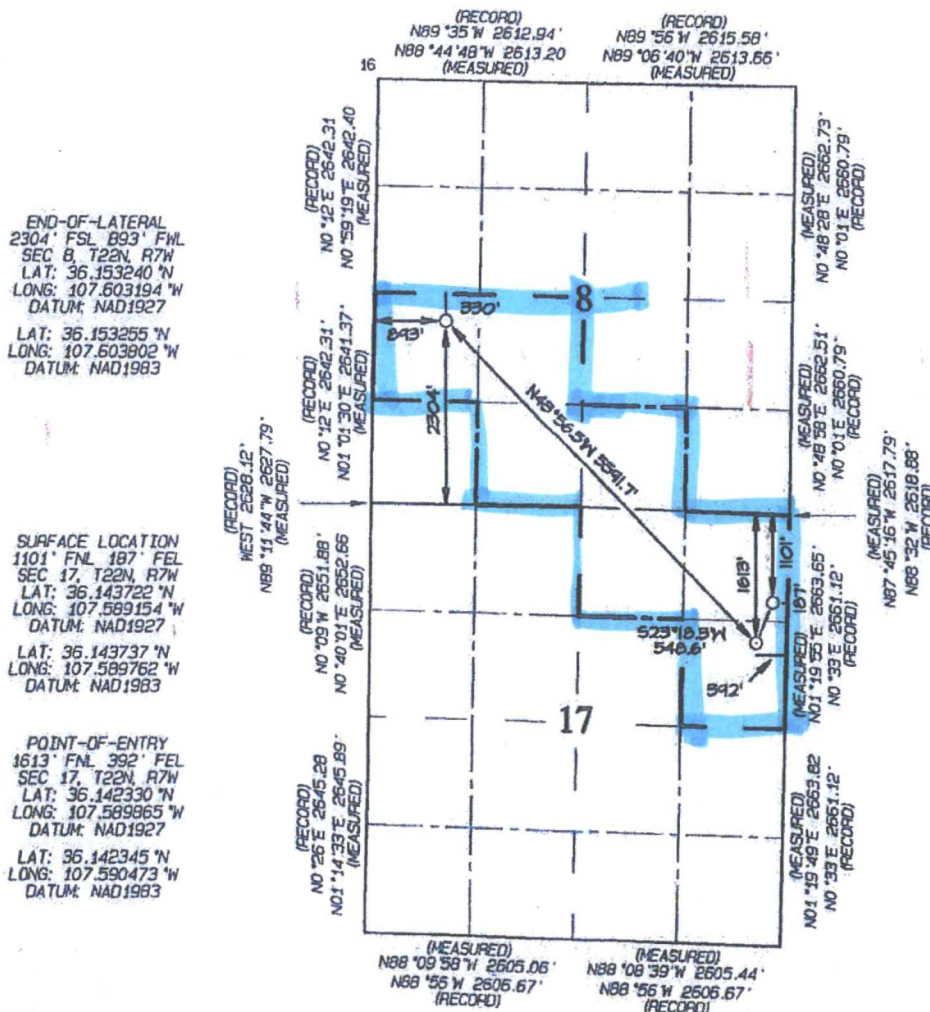 (RECORD)
N89°35'W 2612.94'
N88°44'48"W 2613.20
(MEASURED)
(RECORD)
N89°56'W 2615.58'
N89°06'40"W 2613.66'
(MEASURED)
16
(RECORD)
N0°12'E 2642.31
N0°59'19"E 2642.40
(MEASURED)
(MEASURED)
N0°48'28"E 2662.73'
N0°01'E 2660.79'
(RECORD)
END-OF-LATERAL
2304' FSL 893' FWL
SEC 8, T22N, R7W
LAT: 36.153240°N
LONG: 107.603194°W
DATUM: NAD1927
LAT: 36.153255°N
LONG: 107.603802°W
DATUM: NAD1983
8
330'
893'
2304'
N48°56.5'W 5541.7'
(RECORD)
N0°12'E 2642.31'
N01°01'30"E 2641.37'
(MEASURED)
(MEASURED)
N0°48'58"E 2662.51'
N0°01'E 2660.79'
(RECORD)
(RECORD)
WEST 2628.12'
N89°11'44"W 2627.79
(MEASURED)
(MEASURED)
N87°45'16"W 2617.79
N88°32'W 2618.88'
(RECORD)
SURFACE LOCATION
1101' FNL 187' FEL
SEC 17, T22N, R7W
LAT: 36.143722°N
LONG: 107.589154°W
DATUM: NAD1927
LAT: 36.143737°N
LONG: 107.589762°W
DATUM: NAD1983
(RECORD)
N0°09'W 2651.88'
N0°40'01"E 2652.66
(MEASURED)
1613'
1101'
187'
S23°18.3'W
548.6'
392'
(MEASURED)
N01°19'55"E 2663.65'
N0°33'E 2661.12'
(RECORD)
17
POINT-OF-ENTRY
1613' FNL 392' FEL
SEC 17, T22N, R7W
LAT: 36.142330°N
LONG: 107.589865°W
DATUM: NAD1927
LAT: 36.142345°N
LONG: 107.590473°W
DATUM: NAD1983
(RECORD)
N0°26'E 2645.28
N01°14'33"E 2645.89'
(MEASURED)
(MEASURED)
N01°19'49"E 2663.82
N0°33'E 2661.12'
(RECORD)
(MEASURED)
N88°09'58"W 2605.06'
N88°55'W 2606.67'
(RECORD)
(MEASURED)
N88°08'39"W 2605.44'
N88°56'W 2606.67'
(RECORD)